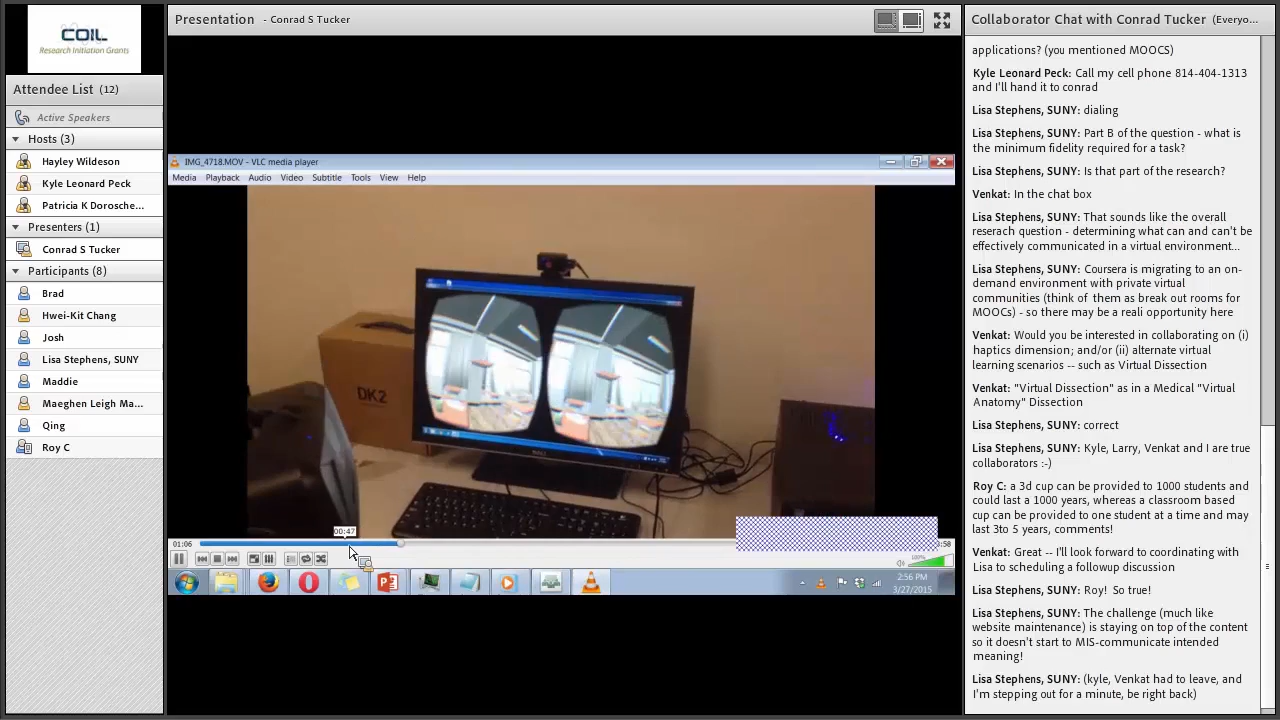 COIL
Research Initiation Grants
Attendee List (12)
Active Speakers
Hosts (3)
Hayley Wildeson
Kyle Leonard Peck
Patricia K Dorosche...
Presenters (1)
Conrad S Tucker
Participants (8)
Brad
Hwei-Kit Chang
Josh
Lisa Stephens, SUNY
Maddie
Maeghen Leigh Ma...
Qing
Roy C
Presentation - Conrad S Tucker
IMG_4718.MOV - VLC media player
Media Playback Audio Video Subtitle Tools View Help
DK2
DELL
00:47
01:06
:58
100%
2:56 PM
3/27/2015
Collaborator Chat with Conrad Tucker (Everyo...
applications? (you mentioned MOOCS)
Kyle Leonard Peck: Call my cell phone 814-404-1313
and I'll hand it to conrad
Lisa Stephens, SUNY: dialing
Lisa Stephens, SUNY: Part B of the question - what is
the minimum fidelity required for a task?
Lisa Stephens, SUNY: Is that part of the research?
Venkat: In the chat box
Lisa Stephens, SUNY: That sounds like the overall
reserach question - determining what can and can't be
effectively communicated in a virtual environment...
Lisa Stephens, SUNY: Coursera is migrating to an on-
demand environment with private virtual
communities (think of them as break out rooms for
MOOCs) - so there may be a reali opportunity here
Venkat: Would you be interested in collaborating on (i)
haptics dimension; and/or (ii) alternate virtual
learning scenarios -- such as Virtual Dissection
Venkat: "Virtual Dissection" as in a Medical "Virtual
Anatomy" Dissection
Lisa Stephens, SUNY: correct
Lisa Stephens, SUNY: Kyle, Larry, Venkat and I are true
collaborators :-)
Roy C: a 3d cup can be provided to 1000 students and
could last a 1000 years, whereas a classroom based
cup can be provided to one student at a time and may
last 3to 5 years, comments!
Venkat: Great -- I'll look forward to coordinating with
Lisa to scheduling a followup discussion
Lisa Stephens, SUNY: Roy! So true!
Lisa Stephens, SUNY: The challenge (much like
website maintenance) is staying on top of the content
so it doesn't start to MIS-communicate intended
meaning!
Lisa Stephens, SUNY: (kyle, Venkat had to leave, and
I'm stepping out for a minute, be right back)